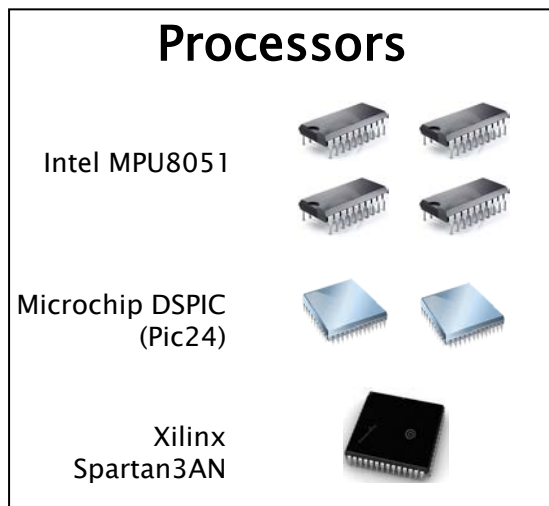 Processors
Intel MPU8051
Microchip DSPIC
(Pic24)
Xilinx
Spartan3AN